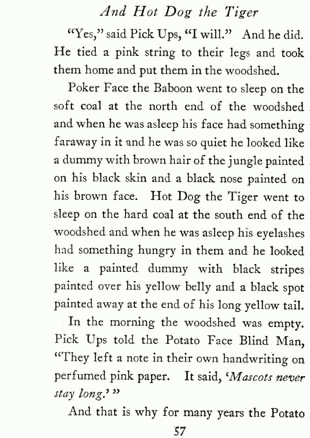 And Hot Dog the Tiger
“Yes,” said Pick Ups, “I will.” And he did.
He tied a pink string to their legs and took
them home and put them in the woodshed.
Poker Face the Baboon went to sleep on the
soft coal at the north end of the woodshed
and when he was asleep his face had something
faraway in it and he was so quiet he looked like
a dummy with brown hair of the jungle painted
on his black skin and a black nose painted on
his brown face. Hot Dog the Tiger went to
sleep on the hard coal at the south end of the
woodshed and when he was asleep his eyelashes
had something hungry in them and he looked
like a painted dummy with black stripes
painted over his yellow belly and a black spot
painted away at the end of his long yellow tail.
In the morning the woodshed was empty.
Pick Ups told the Potato Face Blind Man,
“They left a note in their own handwriting on
perfumed pink paper. It said, ‘Mascots never
stay long.’ ”
And that is why for many years the Potato
57